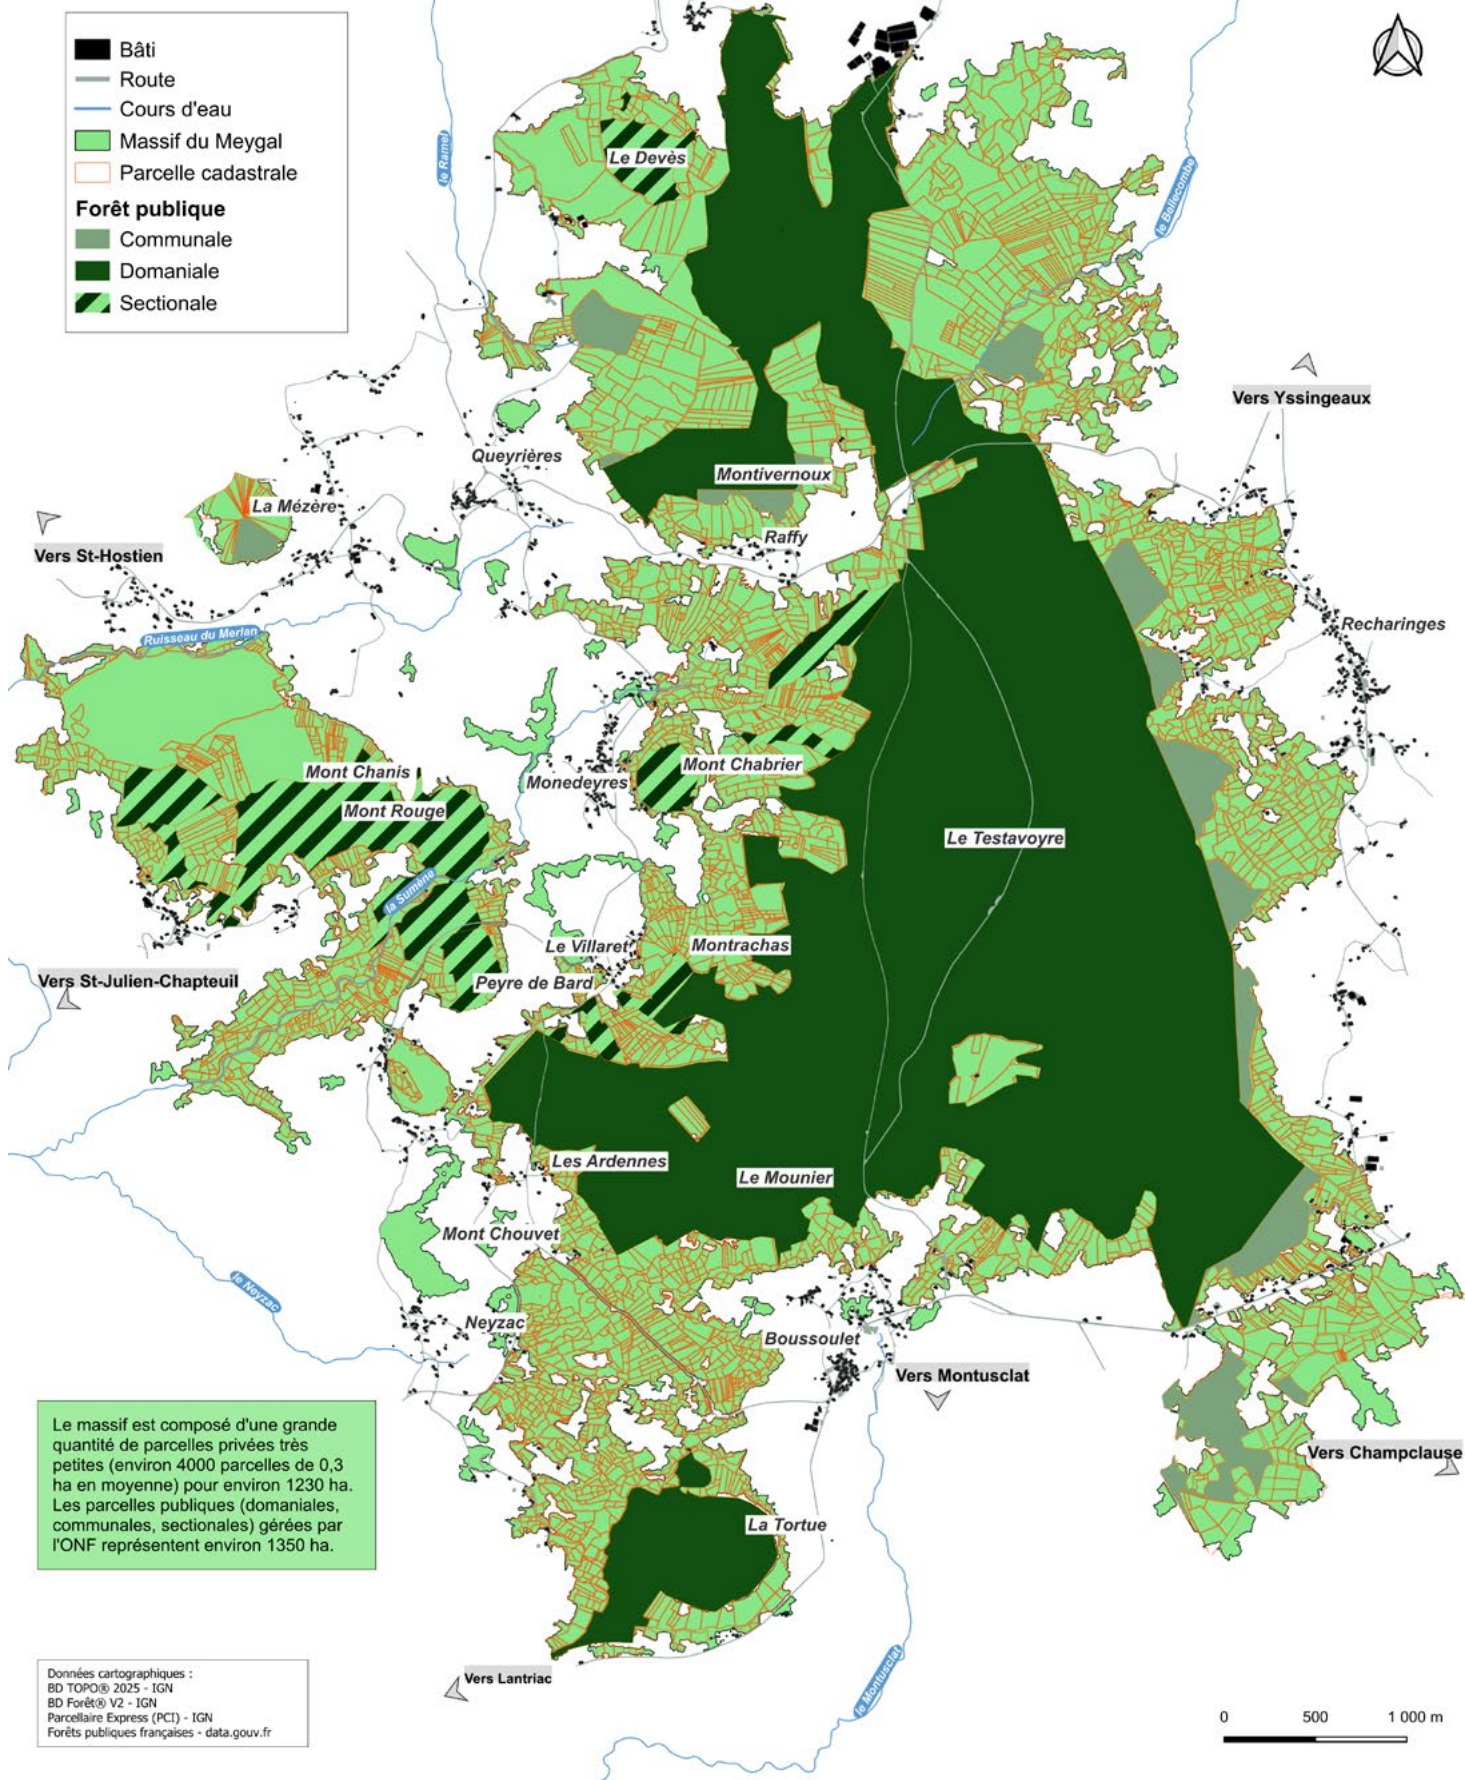 Bâti
Route
Cours d'eau
Massif du Meygal
Parcelle cadastrale
Forêt publique
Communale
Domaniale
Sectionale
le Ramel
Le Devès
le Bellecombe
Vers Yssingeaux
Queyrières
Montivernoux
La Mézère
Raffy
Vers St-Hostien
Ruisseau du Merlan
Recharinges
Mont Chabrier
Mont Chanis
Monedeyres
Mont Rouge
Le Testavoyre
la Sumène
Le Villaret
Montrachas
Vers St-Julien-Chapteuil
Peyre de Bard
Les Ardennes
Le Mounier
Mont Chouvet
le Neyzac
Neyzac
Boussoulet
Vers Montusclat
Le massif est composé d'une grande
quantité de parcelles privées très
petites (environ 4000 parcelles de 0,3
ha en moyenne) pour environ 1230 ha.
Les parcelles publiques (domaniales,
communales, sectionales) gérées par
l'ONF représentent environ 1350 ha.
Vers Champclause
La Tortue
Données cartographiques :
BD TOPO® 2025 - IGN
BD Forêt® V2 - IGN
Parcellaire Express (PCI) - IGN
Forêts publiques françaises - data.gouv.fr
Vers Lantriac
le Montusclat
0 500 1 000 m